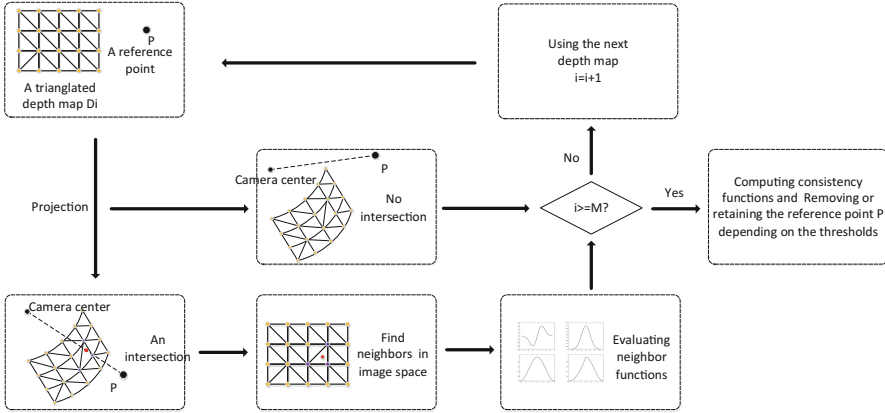 P
A reference
point
A trianglated
depth map Di
Using the next
depth map
i=i+1
No
Projection
Camera center
P
No
intersection
i>=M?
Yes
Computing consistency
functions and Removing or
retaining the reference point P
depending on the thresholds
Camera center
An
intersection
P
Find
neighbors in
image space
Evaluating
neighbor
functions